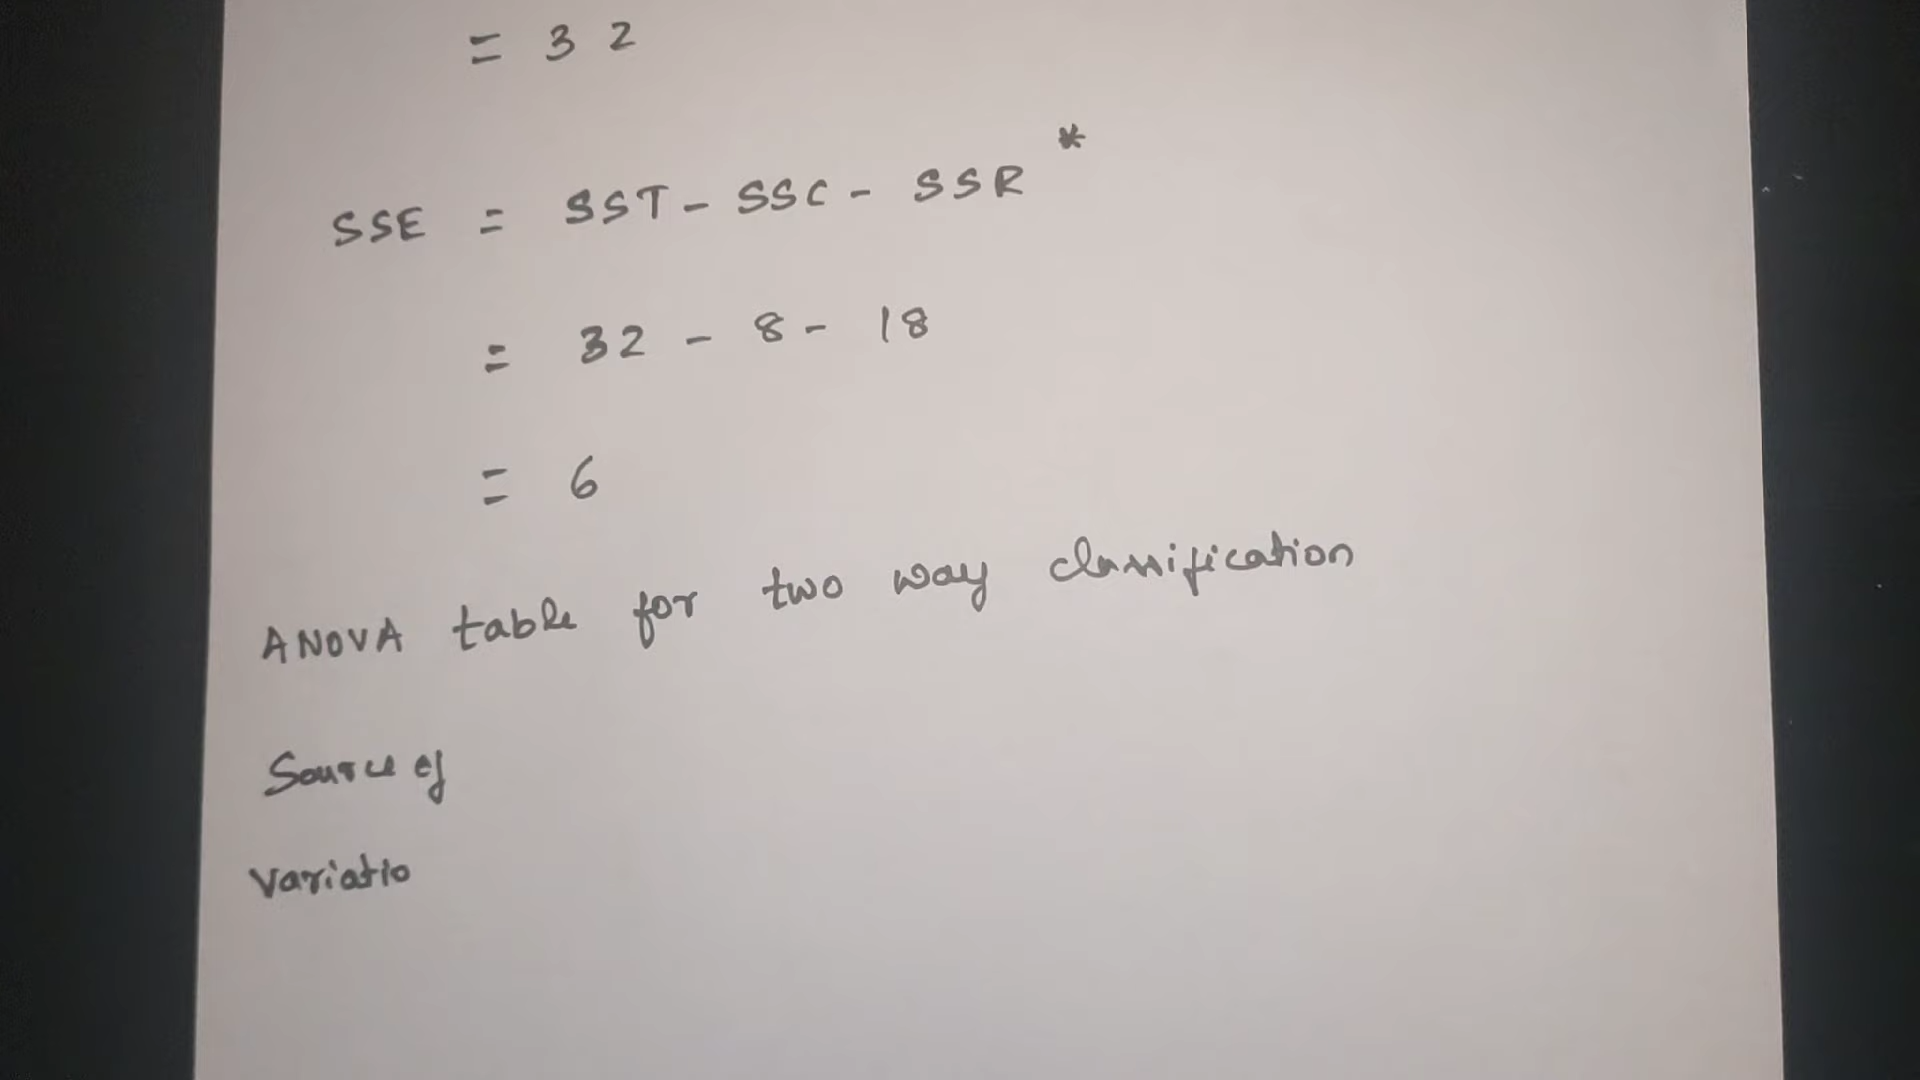 = 32
SSE = SST - SSC - SSR *
= 32 - 8 - 18
= 6
ANOVA table for two way classification
Source of
Variatio